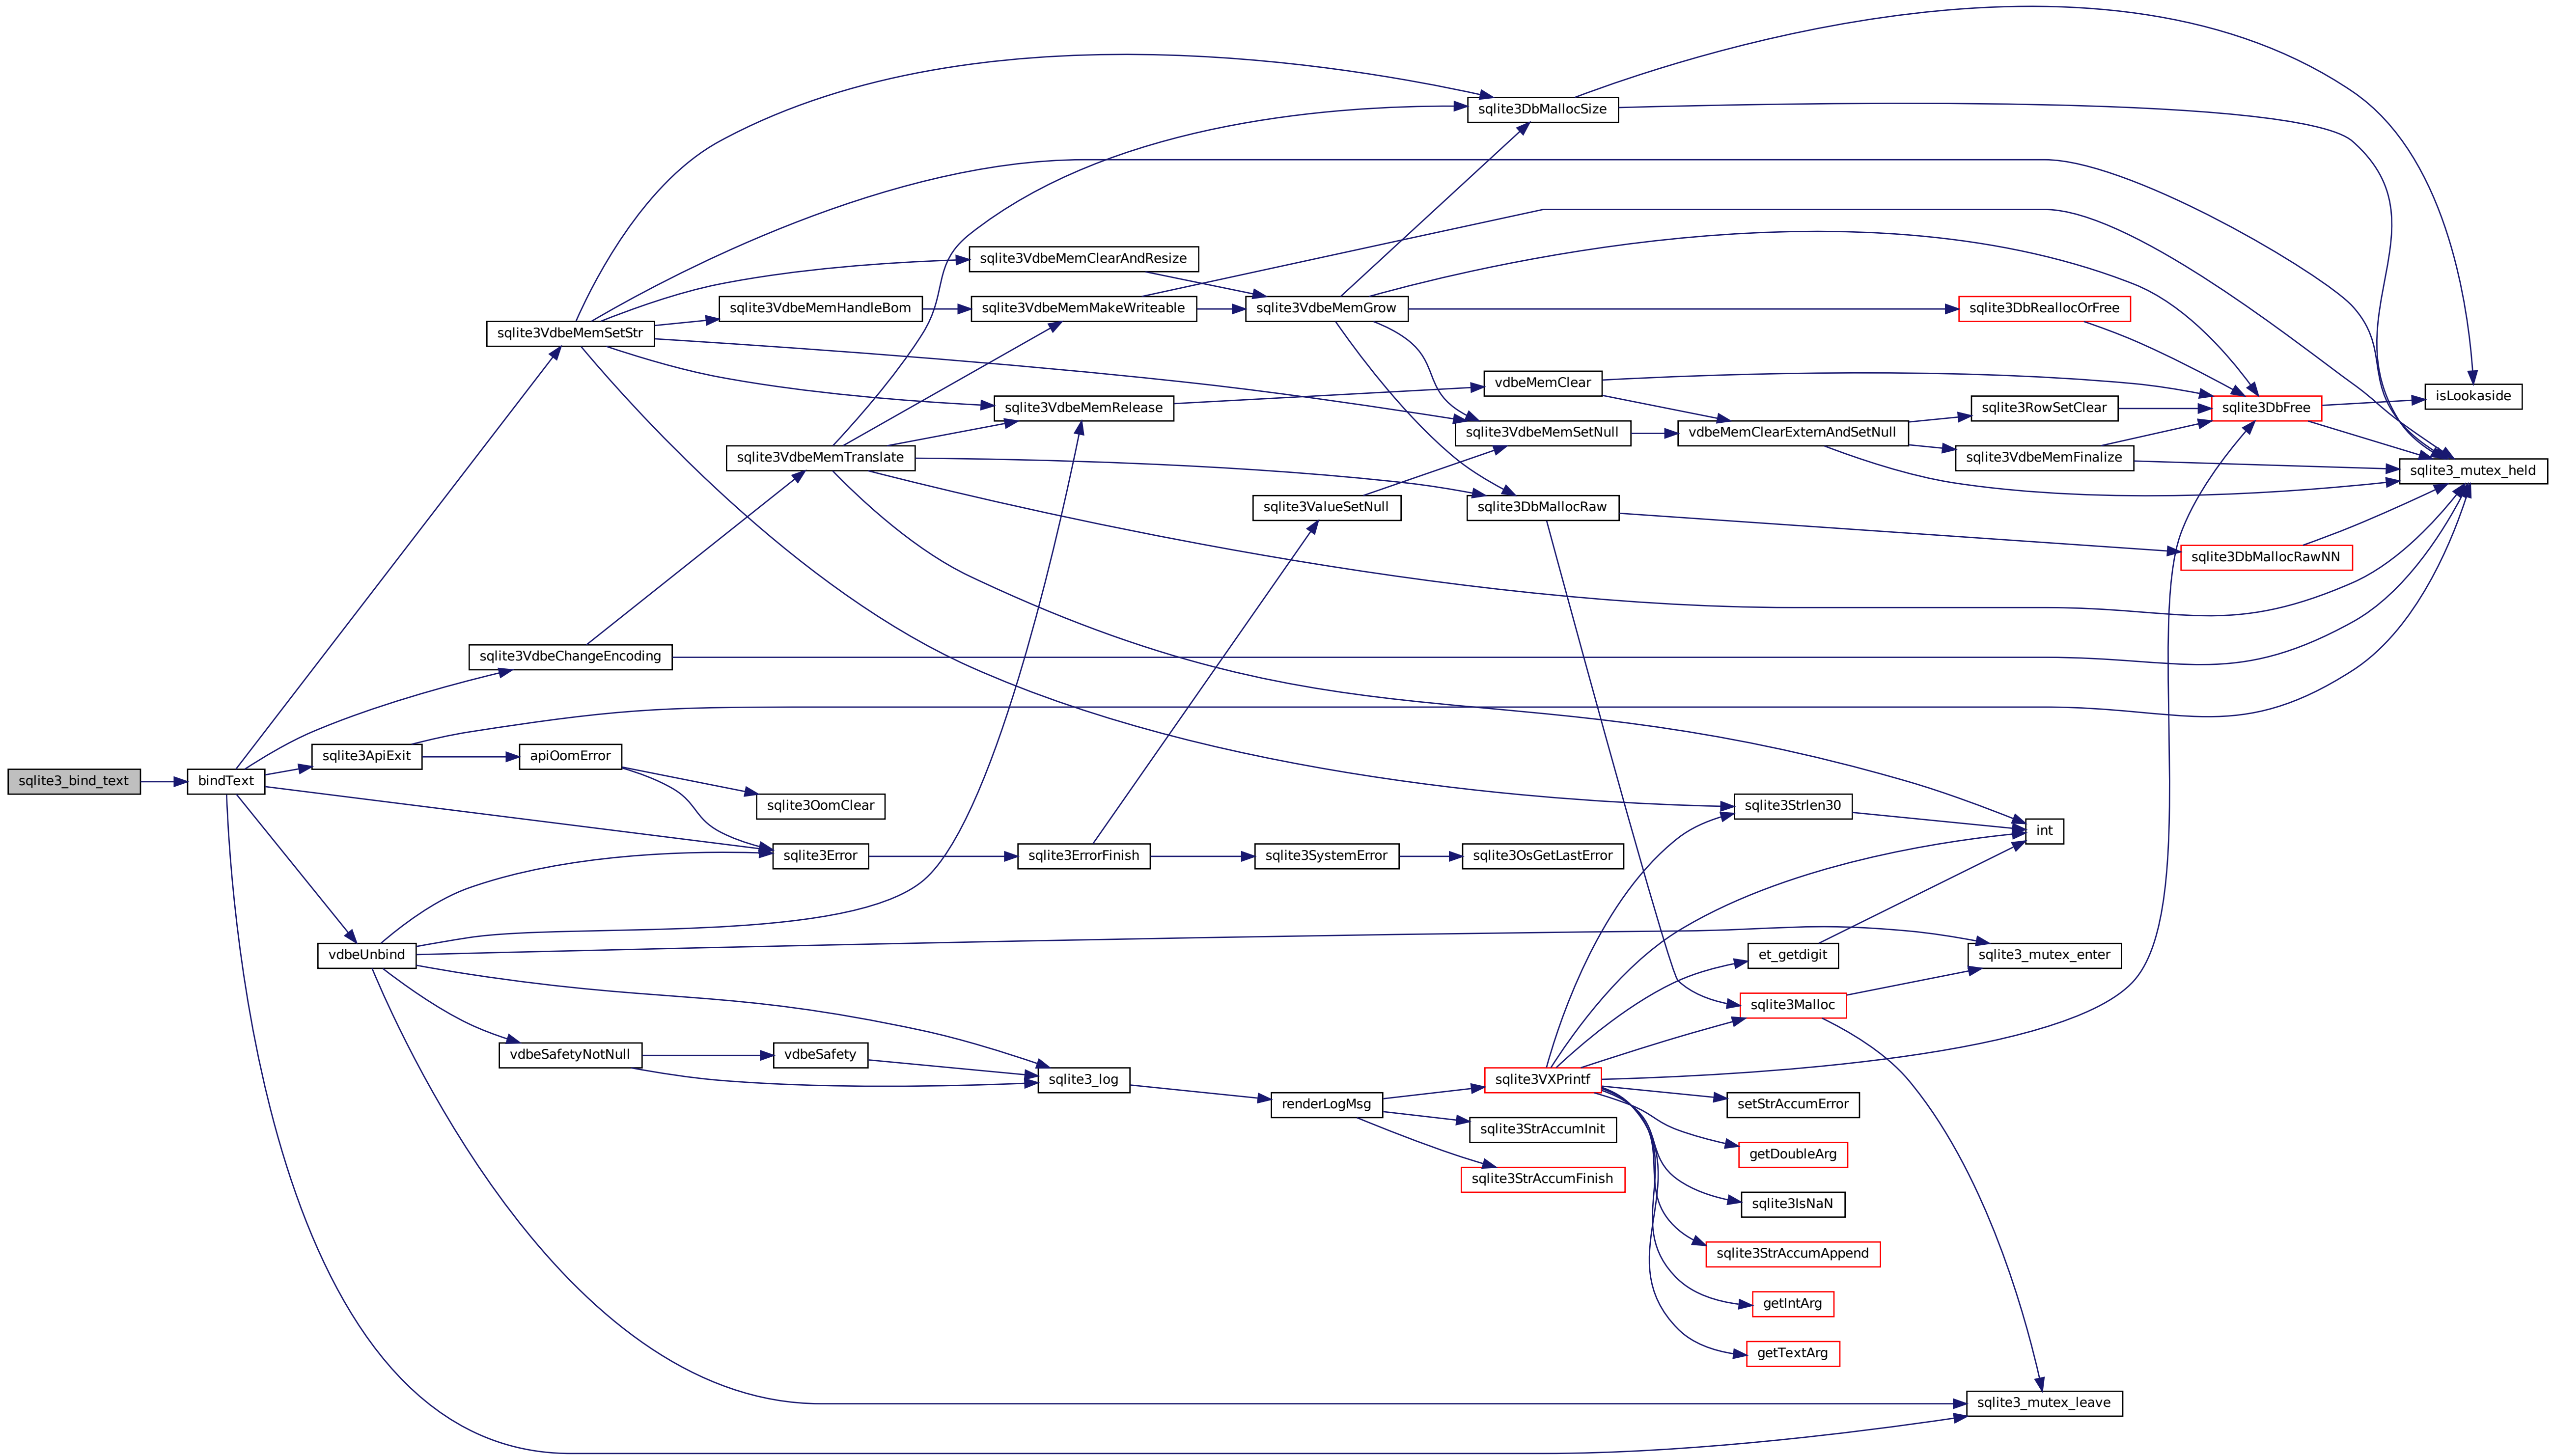 sqlite3_bind_text
bindText
sqlite3VdbeMemSetStr
sqlite3VdbeChangeEncoding
sqlite3ApiExit
vdbeUnbind
sqlite3VdbeMemHandleBom
sqlite3VdbeMemTranslate
apiOomError
sqlite3OomClear
sqlite3Error
vdbeSafetyNotNull
vdbeSafety
sqlite3VdbeMemClearAndResize
sqlite3VdbeMemMakeWriteable
sqlite3VdbeMemRelease
sqlite3ErrorFinish
sqlite3_log
sqlite3VdbeMemGrow
sqlite3ValueSetNull
sqlite3SystemError
renderLogMsg
sqlite3DbMallocSize
vdbeMemClear
sqlite3VdbeMemSetNull
sqlite3DbMallocRaw
sqlite3OsGetLastError
sqlite3VXPrintf
sqlite3StrAccumInit
sqlite3StrAccumFinish
vdbeMemClearExternAndSetNull
sqlite3Strlen30
et_getdigit
sqlite3Malloc
setStrAccumError
getDoubleArg
sqlite3IsNaN
sqlite3StrAccumAppend
getIntArg
getTextArg
sqlite3DbReallocOrFree
sqlite3RowSetClear
sqlite3VdbeMemFinalize
int
sqlite3_mutex_enter
sqlite3_mutex_leave
sqlite3DbFree
sqlite3DbMallocRawNN
isLookaside
sqlite3_mutex_held